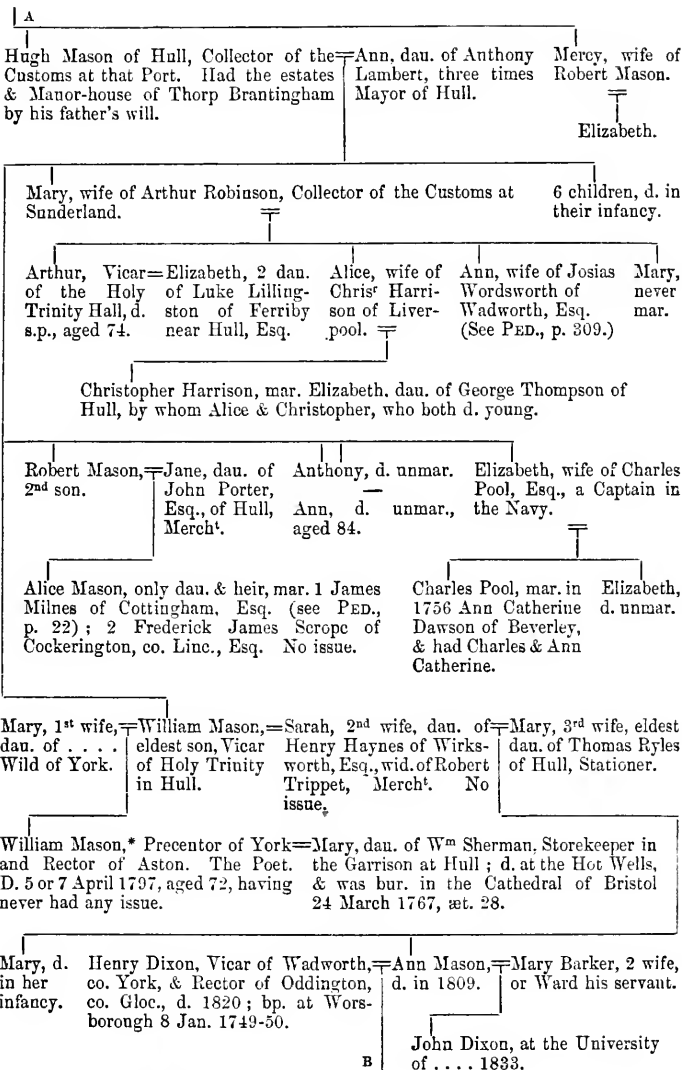 A
Hugh Mason of Hull, Collector of the Customs at that Port. Had the estates & Manor-house of Thorp Brantingham by his father's will.
Ann, dau. of Anthony Lambert, three times Mayor of Hull.
Mercy, wife of Robert Mason.
Elizabeth.
Mary, wife of Arthur Robinson, Collector of the Customs at Sunderland.
6 children, d. in their infancy.
Arthur, Vicar of the Holy Trinity Hall, d. s.p., aged 74.
Elizabeth, 2 dau. of Luke Lillingston of Ferriby near Hull, Esq.
Alice, wife of Chrisʳ Harrison of Liverpool.
Ann, wife of Josias Wordsworth of Wadworth, Esq. (See PED., p. 309.)
Mary, never mar.
Christopher Harrison, mar. Elizabeth, dau. of George Thompson of Hull, by whom Alice & Christopher, who both d. young.
Robert Mason, 2ⁿᵈ son.
Jane, dau. of John Porter, Esq., of Hull, Merchᵗ.
Anthony, d. unmar.
—
Ann, d. unmar., aged 84.
Elizabeth, wife of Charles Pool, Esq., a Captain in the Navy.
Alice Mason, only dau. & heir, mar. 1 James Milnes of Cottingham, Esq. (see PED., p. 22); 2 Frederick James Scrope of Cockerington, co. Linc., Esq. No issue.
Charles Pool, mar. in 1756 Ann Catherine Dawson of Beverley, & had Charles & Ann Catherine.
Elizabeth, d. unmar.
Mary, 1ˢᵗ wife, dau. of . . . . Wild of York.
William Mason, eldest son, Vicar of Holy Trinity in Hull.
Sarah, 2ⁿᵈ wife, dau. of Henry Haynes of Wirksworth, Esq., wid. of Robert Trippet, Merchᵗ. No issue.
Mary, 3ʳᵈ wife, eldest dau. of Thomas Ryles of Hull, Stationer.
William Mason,* Precentor of York and Rector of Aston. The Poet. D. 5 or 7 April 1797, aged 72, having never had any issue.
Mary, dau. of Wᵐ Sherman, Storekeeper in the Garrison at Hull; d. at the Hot Wells, & was bur. in the Cathedral of Bristol 24 March 1767, æt. 28.
Mary, d. in her infancy.
Henry Dixon, Vicar of Wadworth, co. York, & Rector of Oddington, co. Gloc., d. 1820; bp. at Worsborough 8 Jan. 1749-50.
Ann Mason, d. in 1809.
Mary Barker, 2 wife, or Ward his servant.
B
John Dixon, at the University of . . . . 1833.